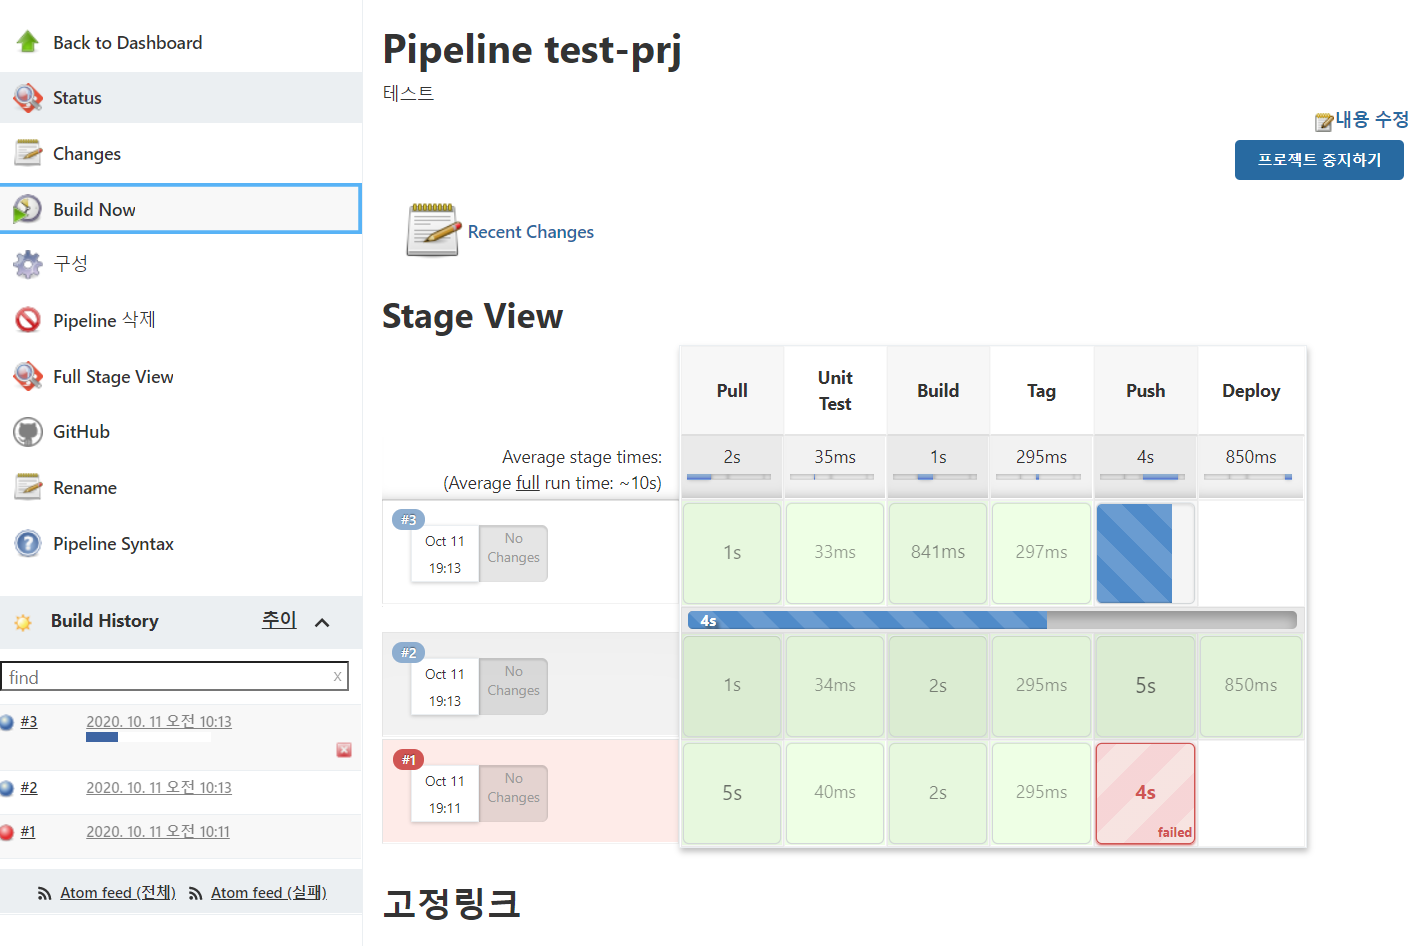 Back to Dashboard
Status
Changes
Build Now
구성
Pipeline 삭제
Full Stage View
GitHub
Rename
Pipeline Syntax
Build History 추이
find x
#3 2020. 10. 11 오전 10:13
#2 2020. 10. 11 오전 10:13
#1 2020. 10. 11 오전 10:11
Atom feed (전체) Atom feed (실패)
Pipeline test-prj
테스트
내용 수정
프로젝트 중지하기
Recent Changes
Stage View
Pull Unit Test Build Tag Push Deploy
Average stage times: 2s 35ms 1s 295ms 4s 850ms
(Average full run time: ~10s)
#3
Oct 11 No Changes
19:13
1s 33ms 841ms 297ms
4s
#2
Oct 11 No Changes
19:13
1s 34ms 2s 295ms 5s 850ms
#1
Oct 11 No Changes
19:11
5s 40ms 2s 295ms 4s
failed
고정링크